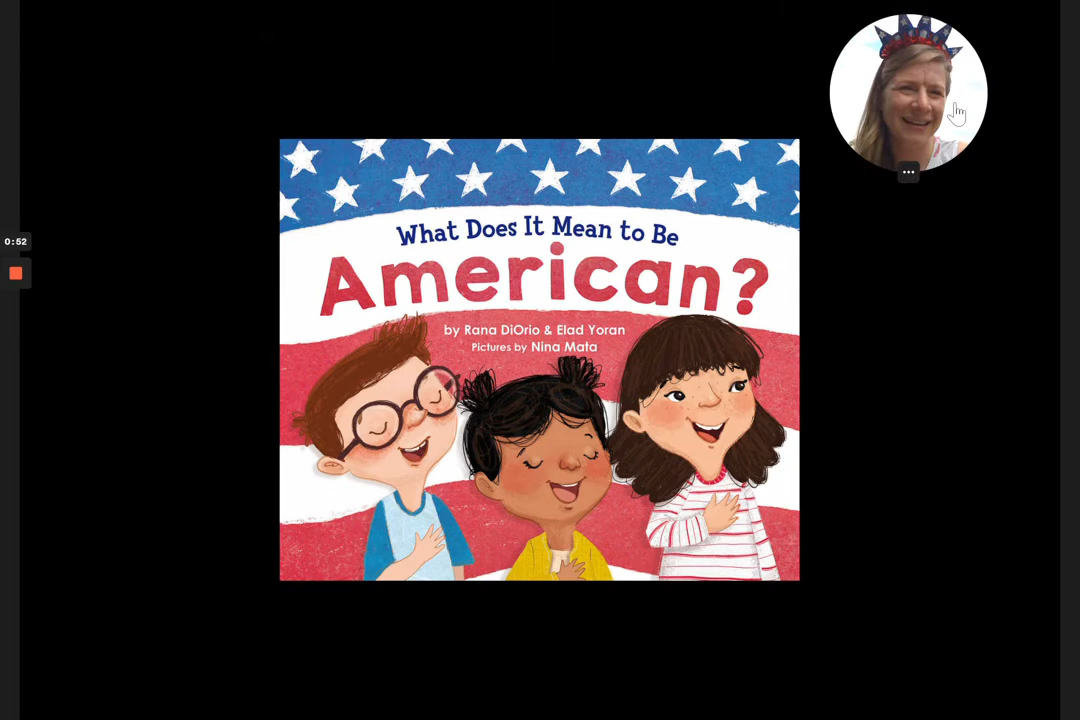 0:52
What Does It Mean to Be
American?
by Rana DiOrio & Elad Yoran
Pictures by Nina Mata